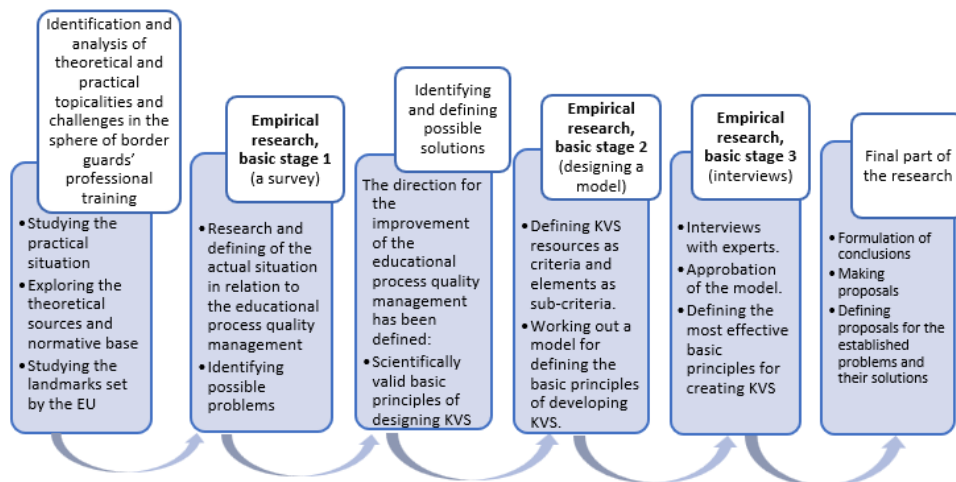 Identification and
analysis of
theoretical and
practical
topicalities and
challenges in the
sphere of border
guards’
professional
training
•Studying the
practical
situation
•Exploring the
theoretical
sources and
normative base
•Studying the
landmarks set
by the EU
Empirical
research,
basic stage 1
(a survey)
•Research and
defining of the
actual situation
in relation to
the educational
process quality
management
•Identifying
possible
problems
Identifying
and defining
possible
solutions
The direction for
the
improvement of
the educational
process quality
management
has been
defined:
•Scientifically
valid basic
principles of
designing KVS
Empirical
research,
basic stage 2
(designing a
model)
•Defining KVS
resources as
criteria and
elements as
sub-criteria.
•Working out a
model for
defining the
basic principles
of developing
KVS.
Empirical
research,
basic stage 3
(interviews)
•Interviews
with experts.
•Approbation
of the model.
•Defining the
most effective
basic
principles for
creating KVS
Final part of
the research
•Formulation of
conclusions
•Making
proposals
•Defining
proposals for the
established
problems and
their solutions